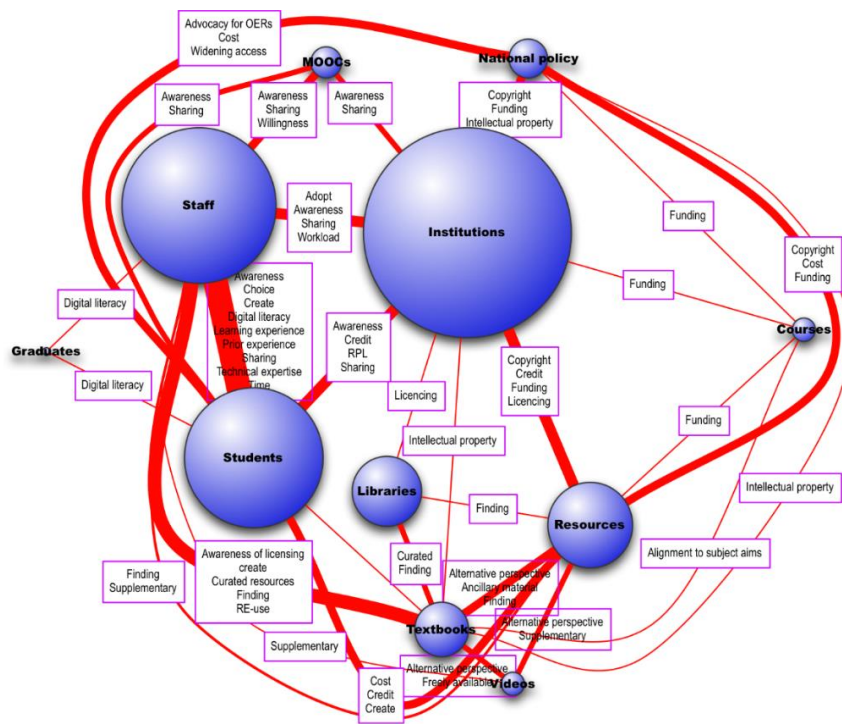 Advocacy for OERs
Cost
Widening access
MOOCs
National policy
Awareness
Sharing
Awareness
Sharing
Willingness
Awareness
Sharing
Copyright
Funding
Intellectual property
Staff
Adopt
Awareness
Sharing
Workload
Institutions
Funding
Funding
Copyright
Cost
Funding
Awareness
Choice
Create
Digital literacy
Learning experience
Prior experience
Sharing
Technical expertise
Time
Digital literacy
Graduates
Digital literacy
Awareness
Credit
RPL
Sharing
Courses
Copyright
Credit
Funding
Licencing
Licencing
Funding
Intellectual property
Students
Libraries
Finding
Resources
Intellectual property
Awareness of licensing
create
Curated resources
Finding
RE-use
Curated
Finding
Alignment to subject aims
Finding
Supplementary
Alternative perspective
Ancillary material
Finding
Textbooks
Alternative perspective
Supplementary
Supplementary
Alternative perspective
Freely available
Videos
Cost
Credit
Create